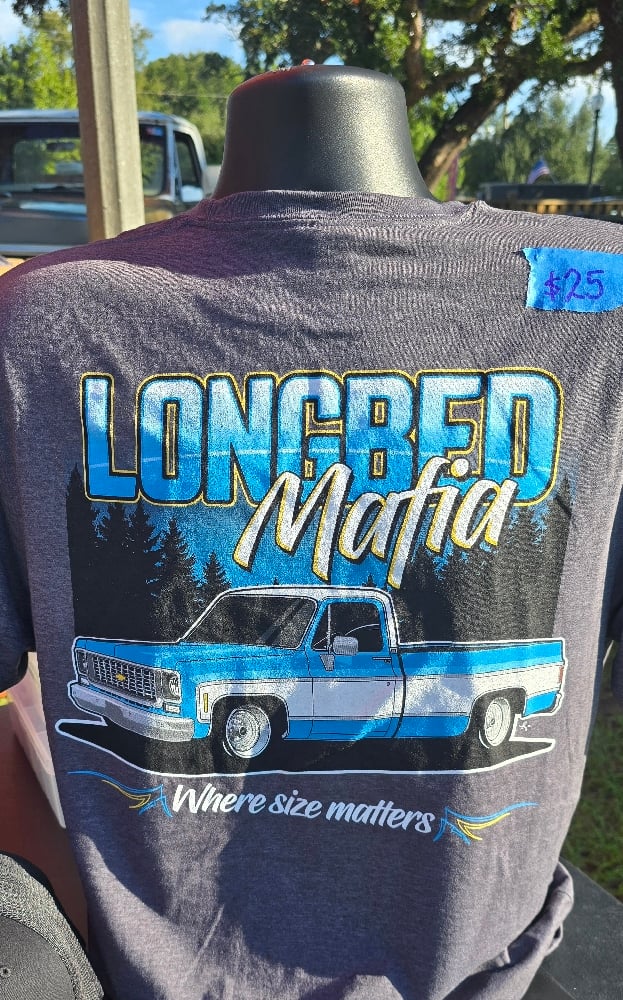 $25
LONGBED
Mafia
Where size matters